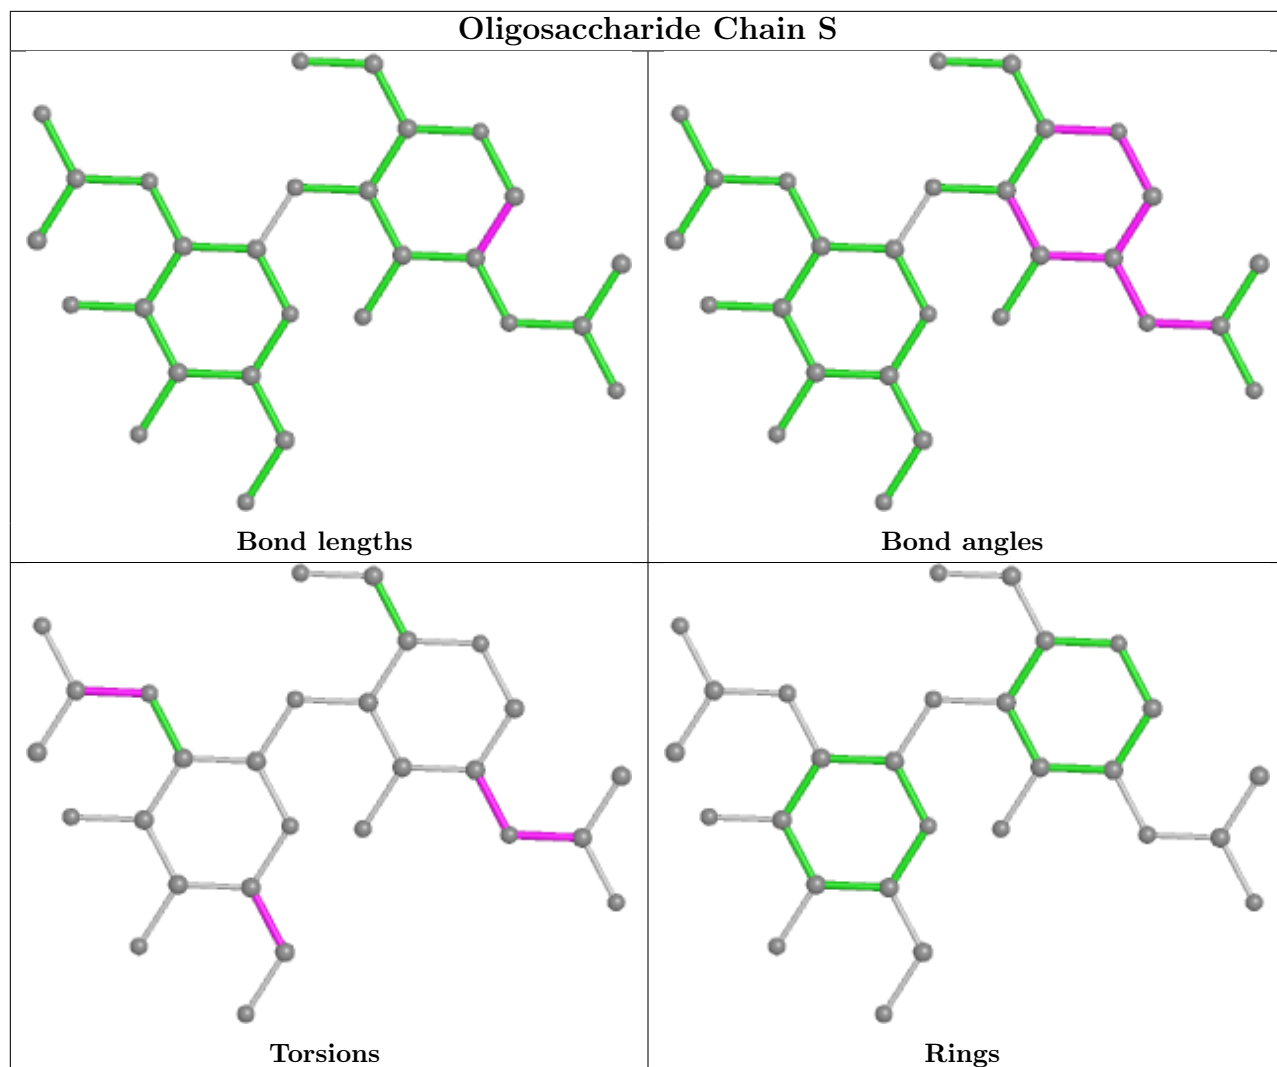 Oligosaccharide Chain S
Bond lengths
Bond angles
Torsions
Rings